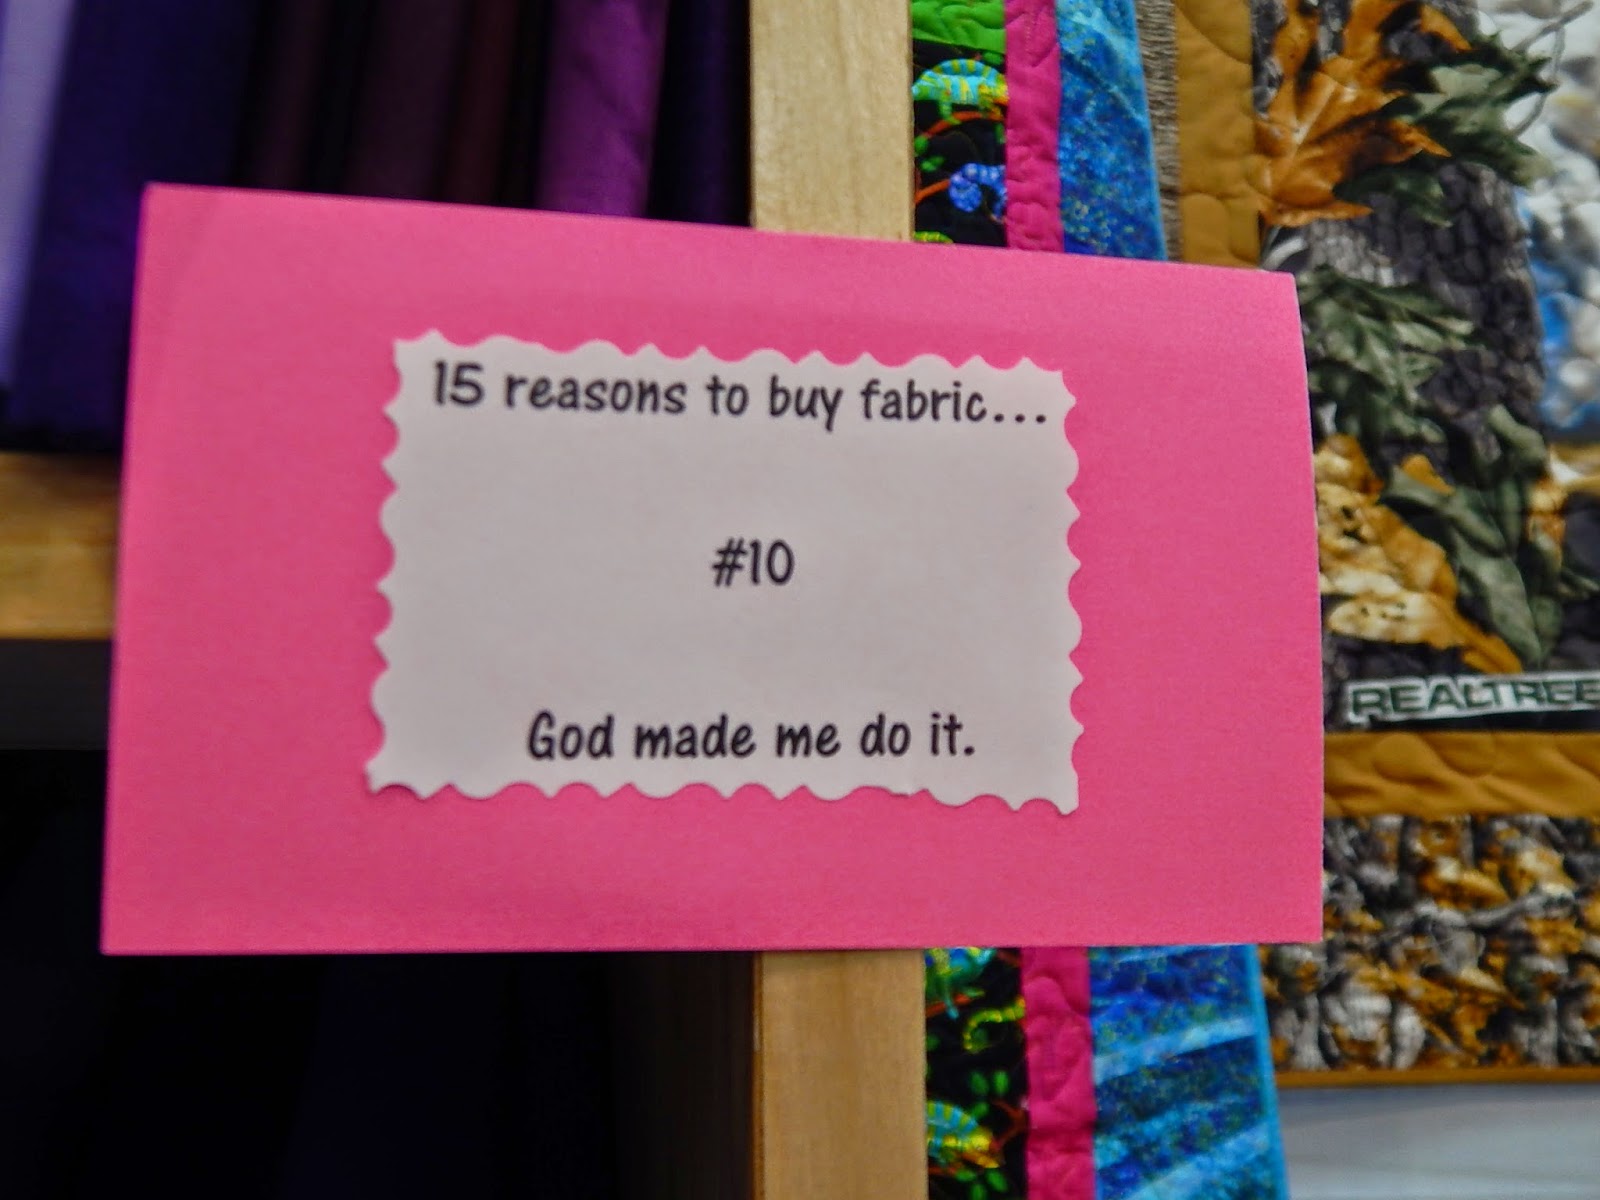 15 reasons to buy fabric...
#10
God made me do it.
REALTREE